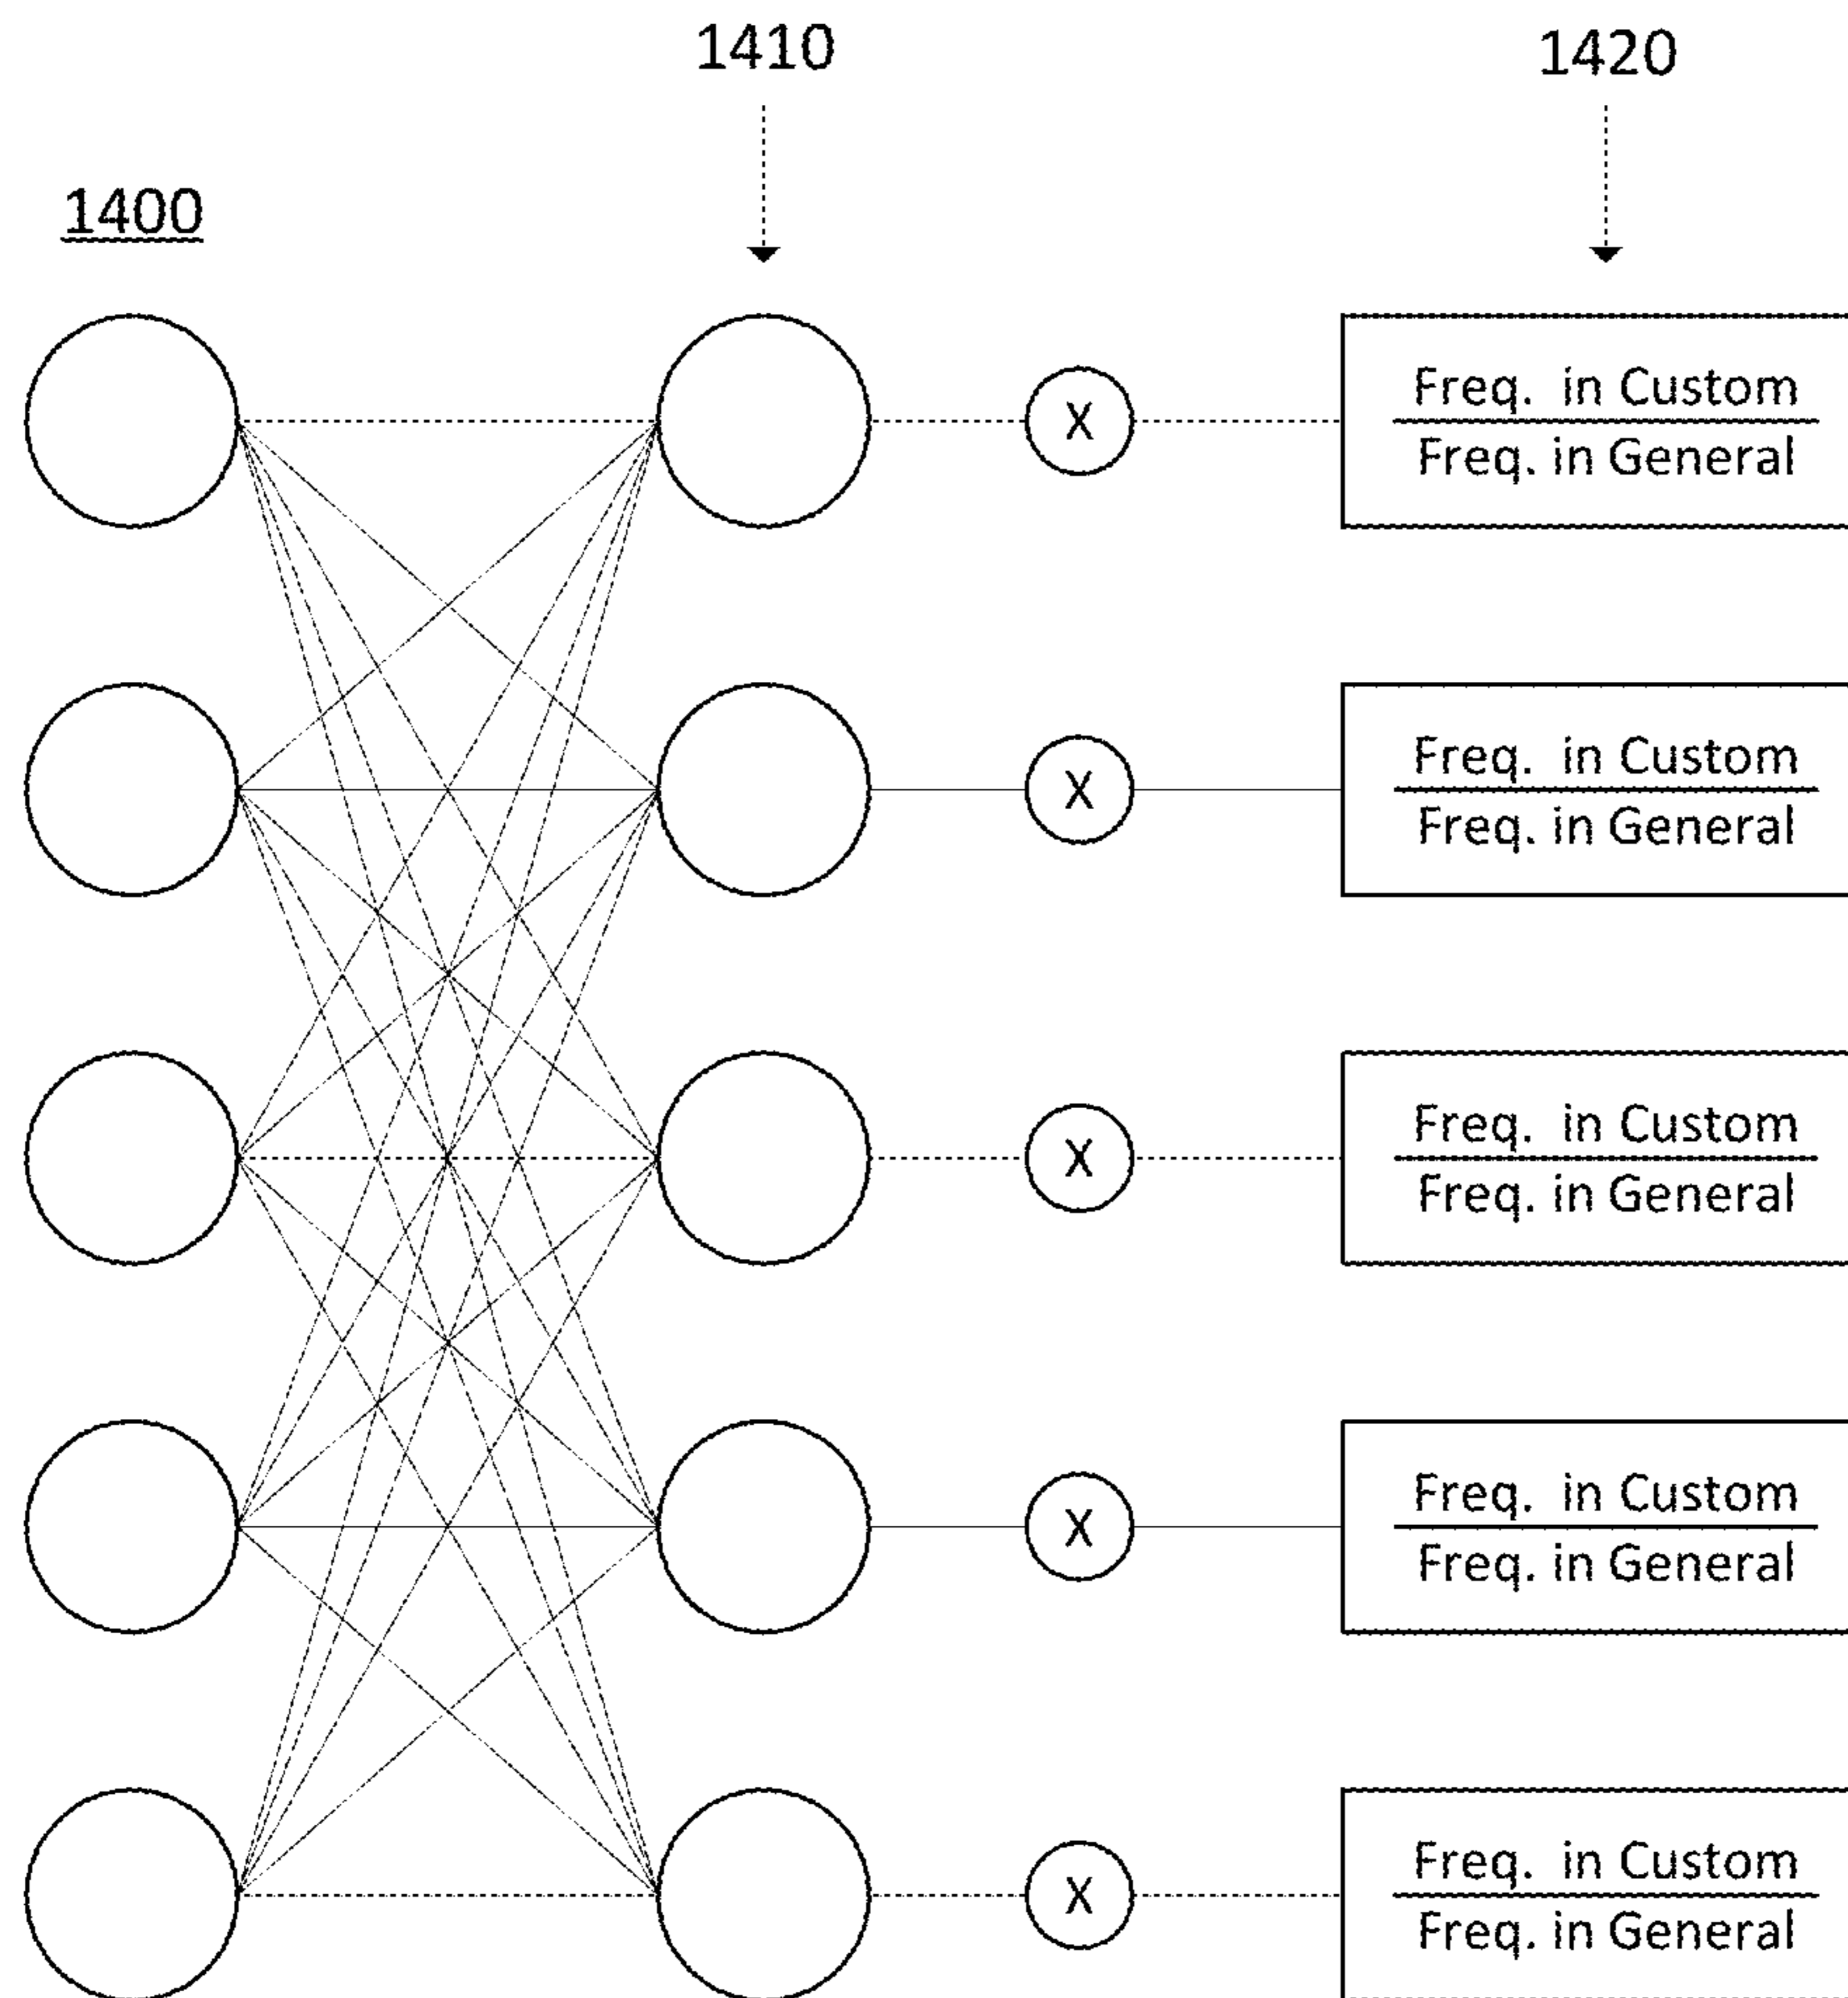 1410
1420
1400
X
Freq. in Custom
Freq. in General
X
Freq. in Custom
Freq. in General
X
Freq. in Custom
Freq. in General
X
Freq. in Custom
Freq. in General
X
Freq. in Custom
Freq. in General